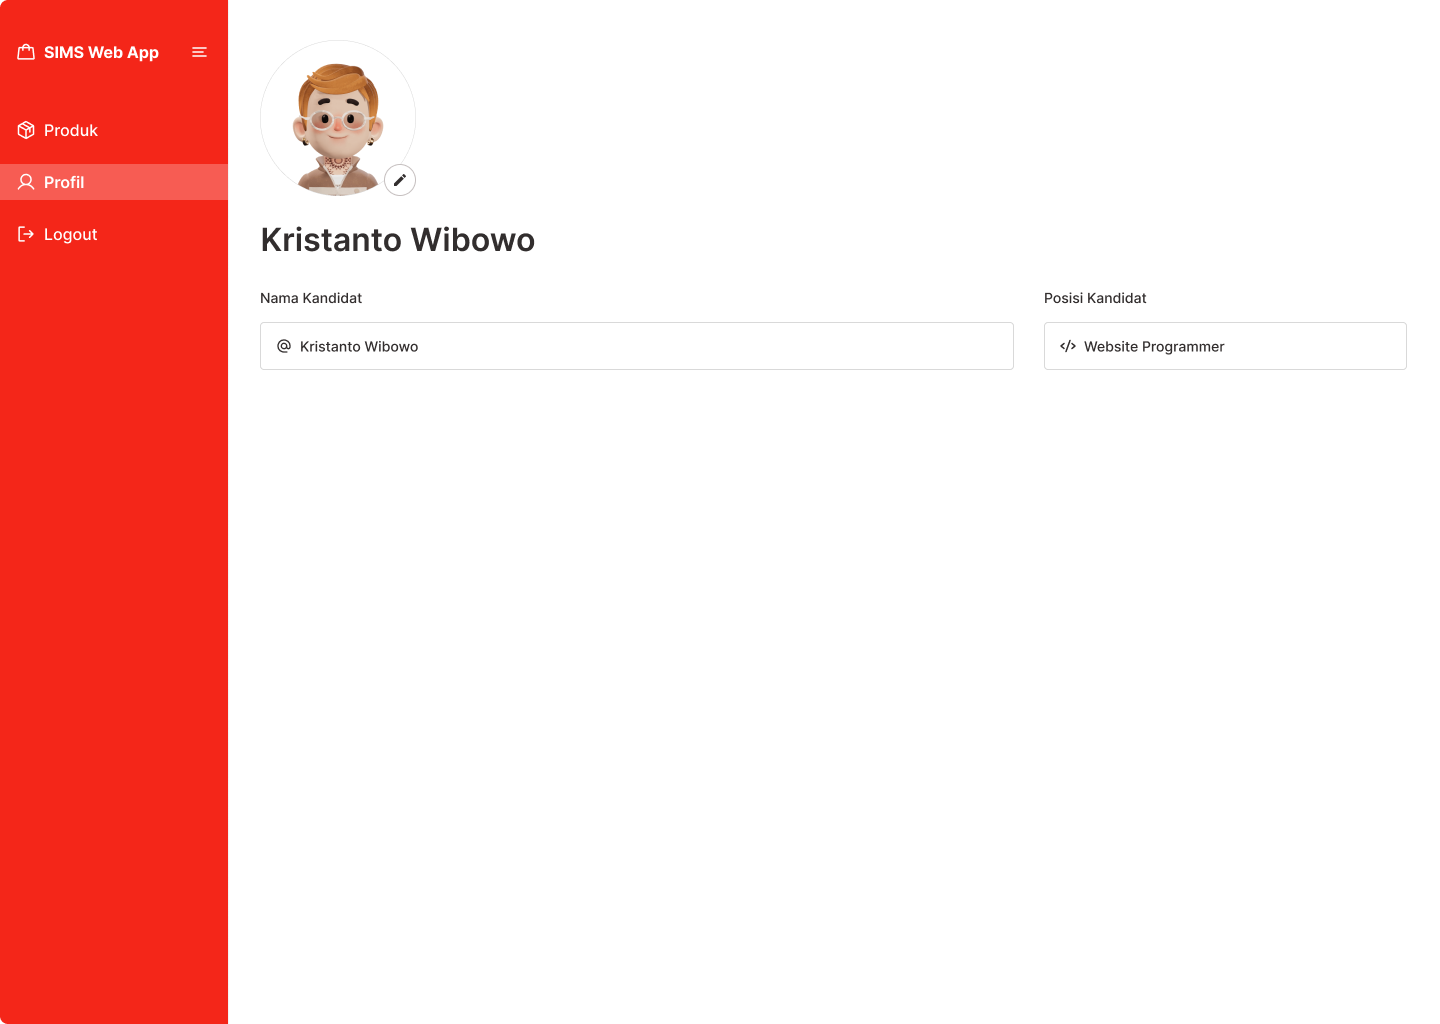 SIMS Web App
Produk
Profil
Logout
Kristanto Wibowo
Nama Kandidat
Kristanto Wibowo
Posisi Kandidat
Website Programmer